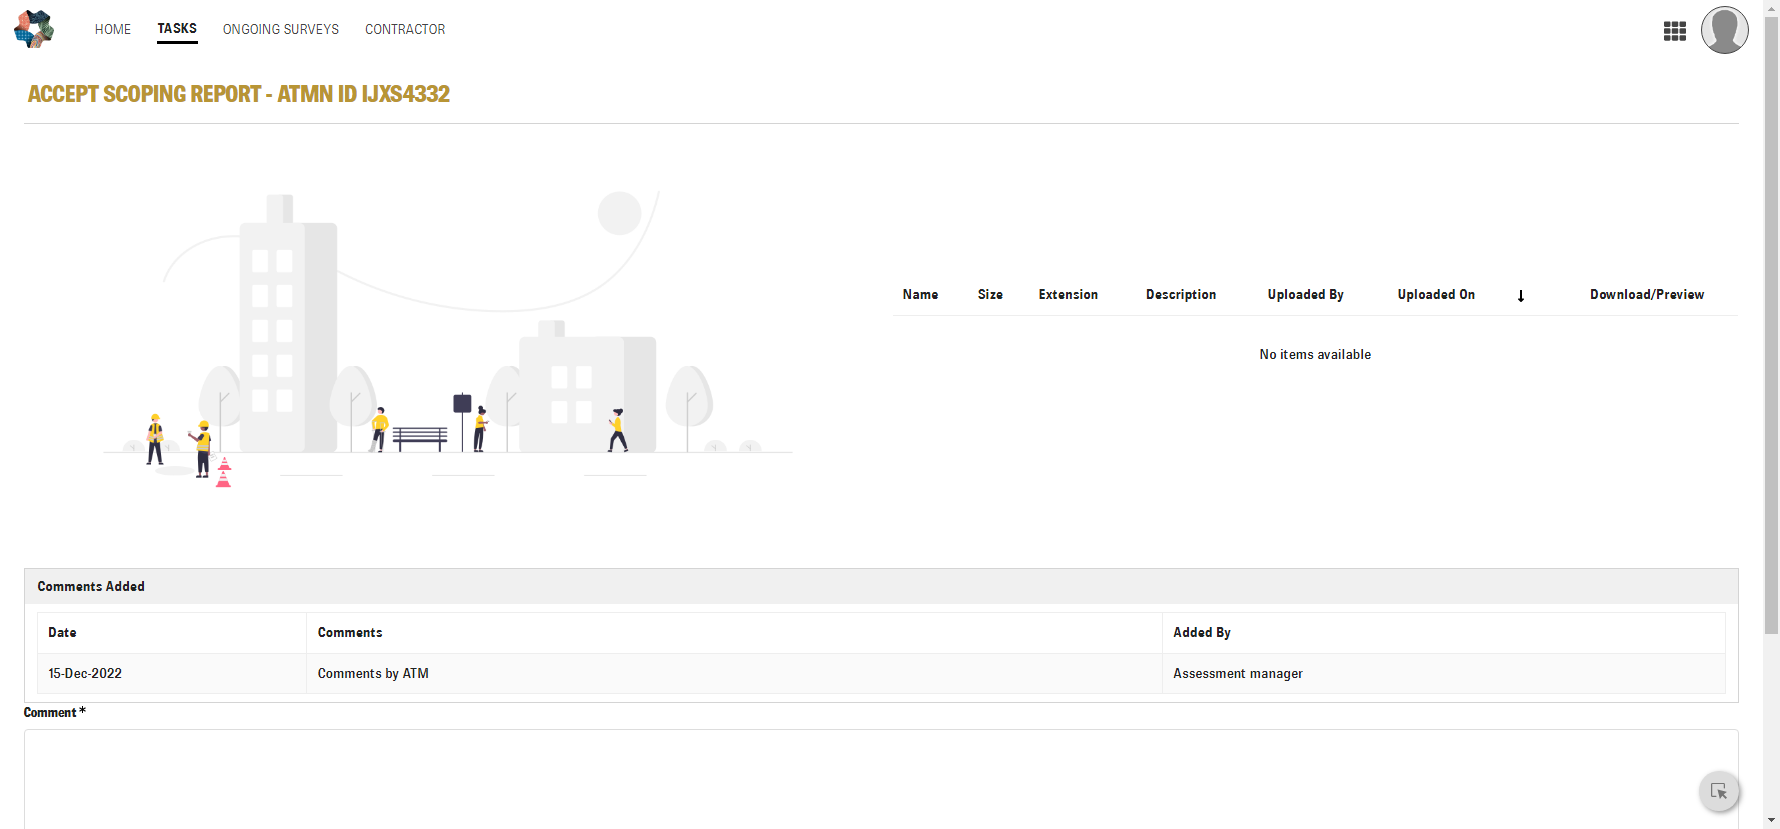 HOME TASKS ONGOING SURVEYS CONTRACTOR
ACCEPT SCOPING REPORT - ATMN ID IJXS4332
Name Size Extension Description Uploaded By Uploaded On Download/Preview
No items available
Comments Added
Date Comments Added By
15-Dec-2022 Comments by ATM Assessment manager
Comment *